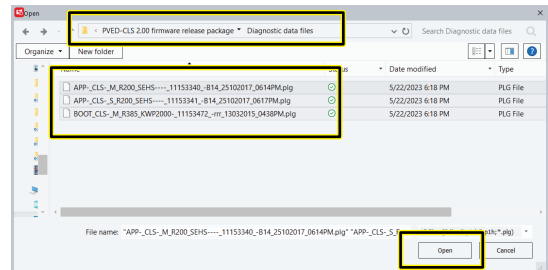 Open
« PVED-CLS 2.00 firmware release package Diagnostic data files
Search Diagnostic data files
Organize New folder
Date modified Type
APP-_CLS-_M_R200_SEHS----_11153340_-B14_25102017_0614PM.plg 5/22/2023 6:18 PM PLG File
APP-_CLS-_S_R200_SEHS----_11153341_-B14_25102017_0617PM.plg 5/22/2023 6:18 PM PLG File
BOOT_CLS-_M_R385_KWP2000-_11153472_-rrr_13032015_0438PM.plg 5/22/2023 6:18 PM PLG File
File name: "APP-_CLS-_M_R200_SEHS----_11153340_-B14_25102017_0614PM.plg" "APP-_CLS-_S_R
Open Cancel